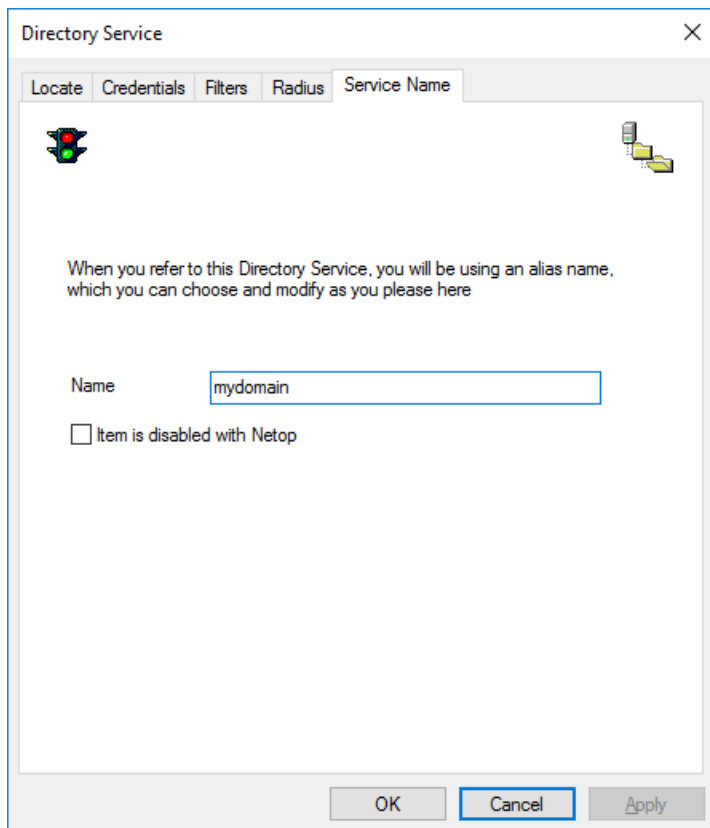 Directory Service
Locate Credentials Filters Radius Service Name
When you refer to this Directory Service, you will be using an alias name,
which you can choose and modify as you please here
Name mydomain
Item is disabled with Netop
OK Cancel Apply